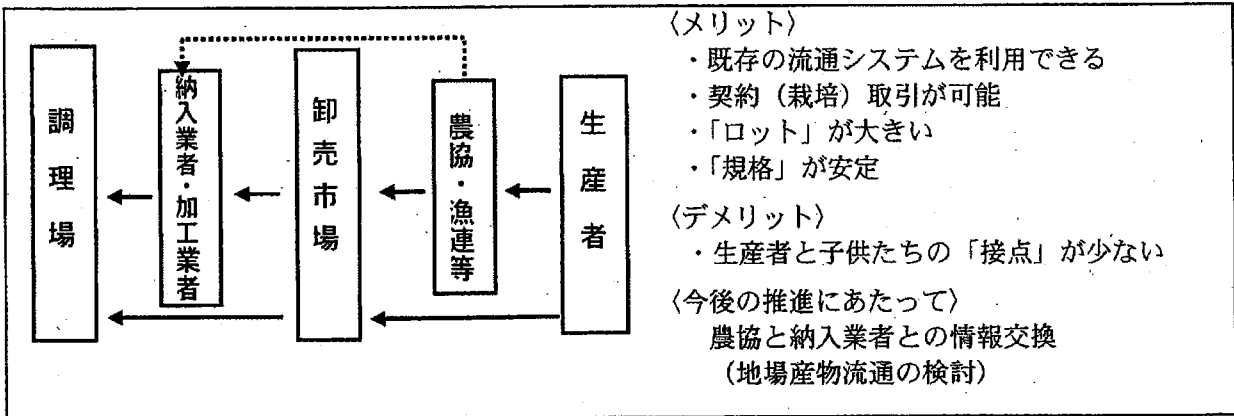 調理場
納入業者・加工業者
卸売市場
農協・漁連等
生産者
〈メリット〉
・既存の流通システムを利用できる
・契約（栽培）取引が可能
・「ロット」が大きい
・「規格」が安定
〈デメリット〉
・生産者と子供たちの「接点」が少ない
〈今後の推進にあたって〉
農協と納入業者との情報交換
（地場産物流通の検討）